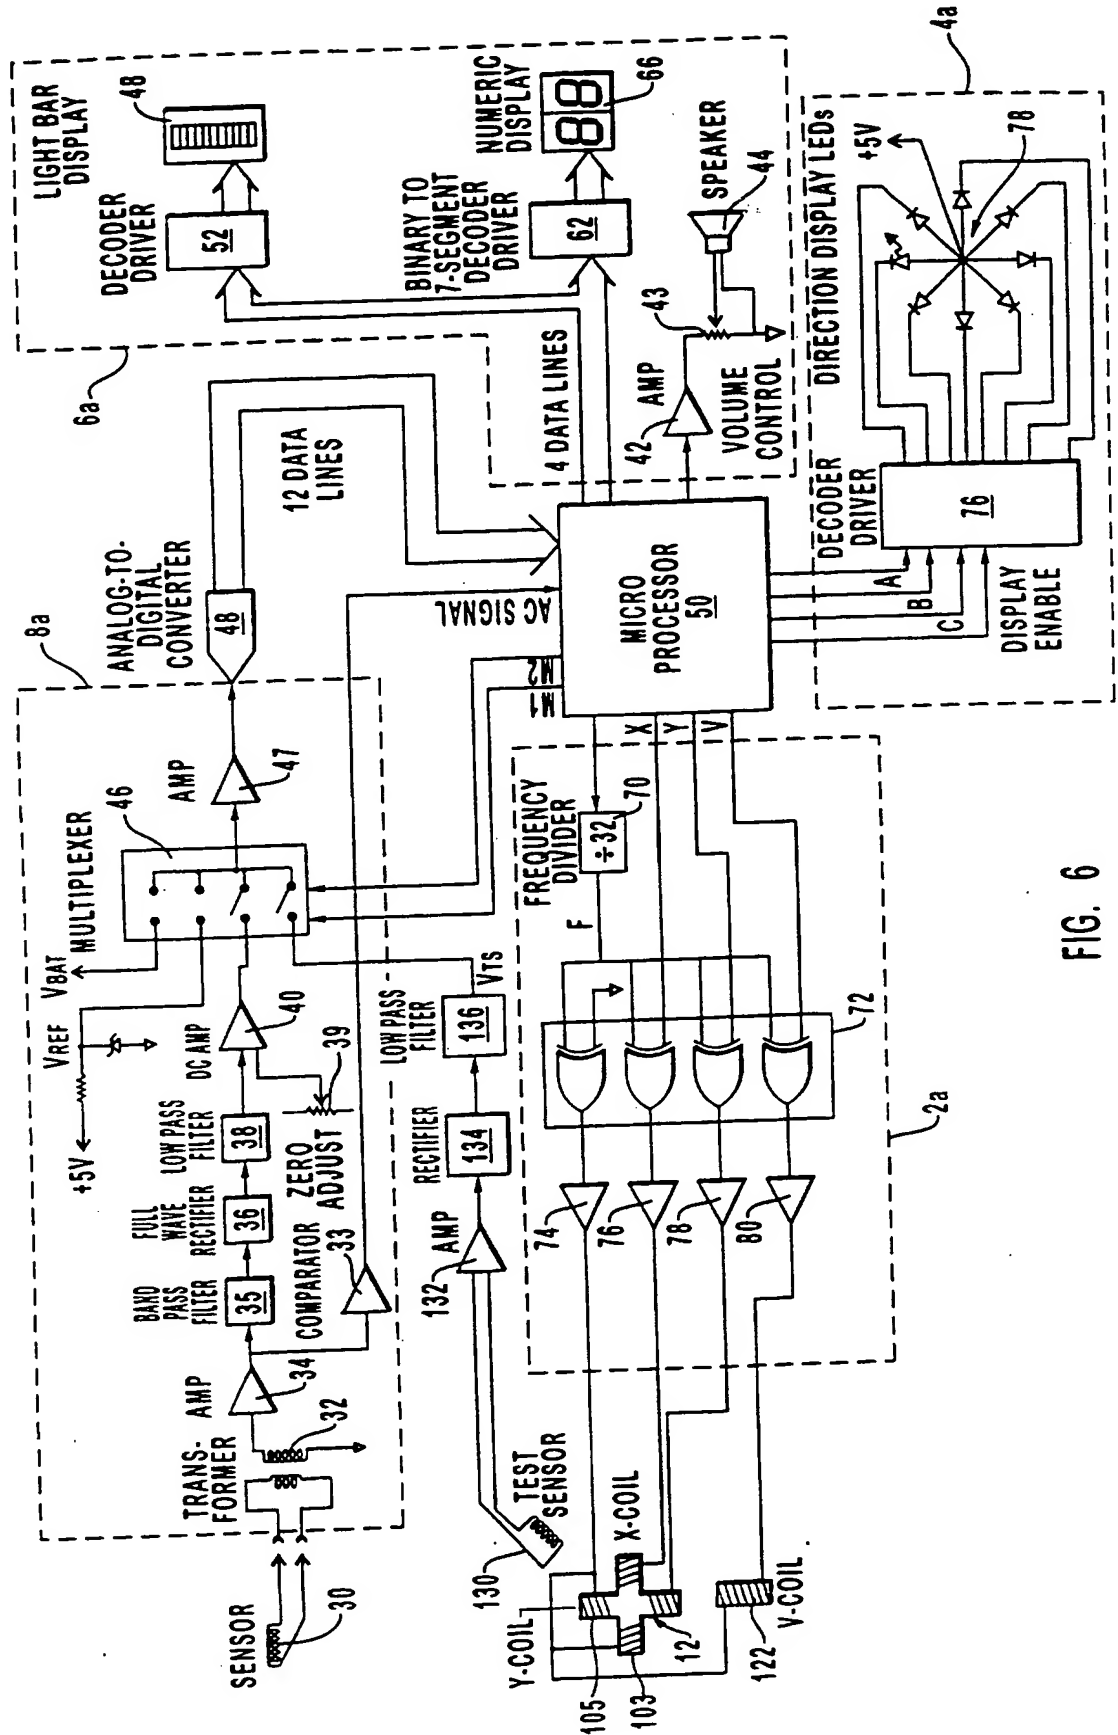 SENSOR
30
TRANS-
FORMER
32
AMP
34
BAND
PASS
FILTER
35
FULL
WAVE
RECTIFIER
36
LOW PASS
FILTER
38
DC AMP
40
ZERO
ADJUST
39
COMPARATOR
33
+5V
VREF
VBAT
MULTIPLEXER
46
AMP
47
8a
ANALOG-TO-
DIGITAL
CONVERTER
48
12 DATA
LINES
6a
LIGHT BAR
DISPLAY
48
DECODER
DRIVER
52
BINARY TO
7-SEGMENT
DECODER
DRIVER
62
NUMERIC
DISPLAY
88
66
4 DATA LINES
AMP
42
43
VOLUME
CONTROL
SPEAKER
44
AC SIGNAL
M1
M2
MICRO
PROCESSOR
50
X
Y
V
130
TEST
SENSOR
AMP
132
RECTIFIER
134
LOW PASS
FILTER
136
VTS
FREQUENCY
DIVIDER
÷32
70
F
72
74
76
78
80
2a
Y-COIL
105
103
12
X-COIL
122
V-COIL
A
B
C
DISPLAY
ENABLE
DECODER
DRIVER
76
DIRECTION DISPLAY LEDs
+5V
78
4a
FIG. 6